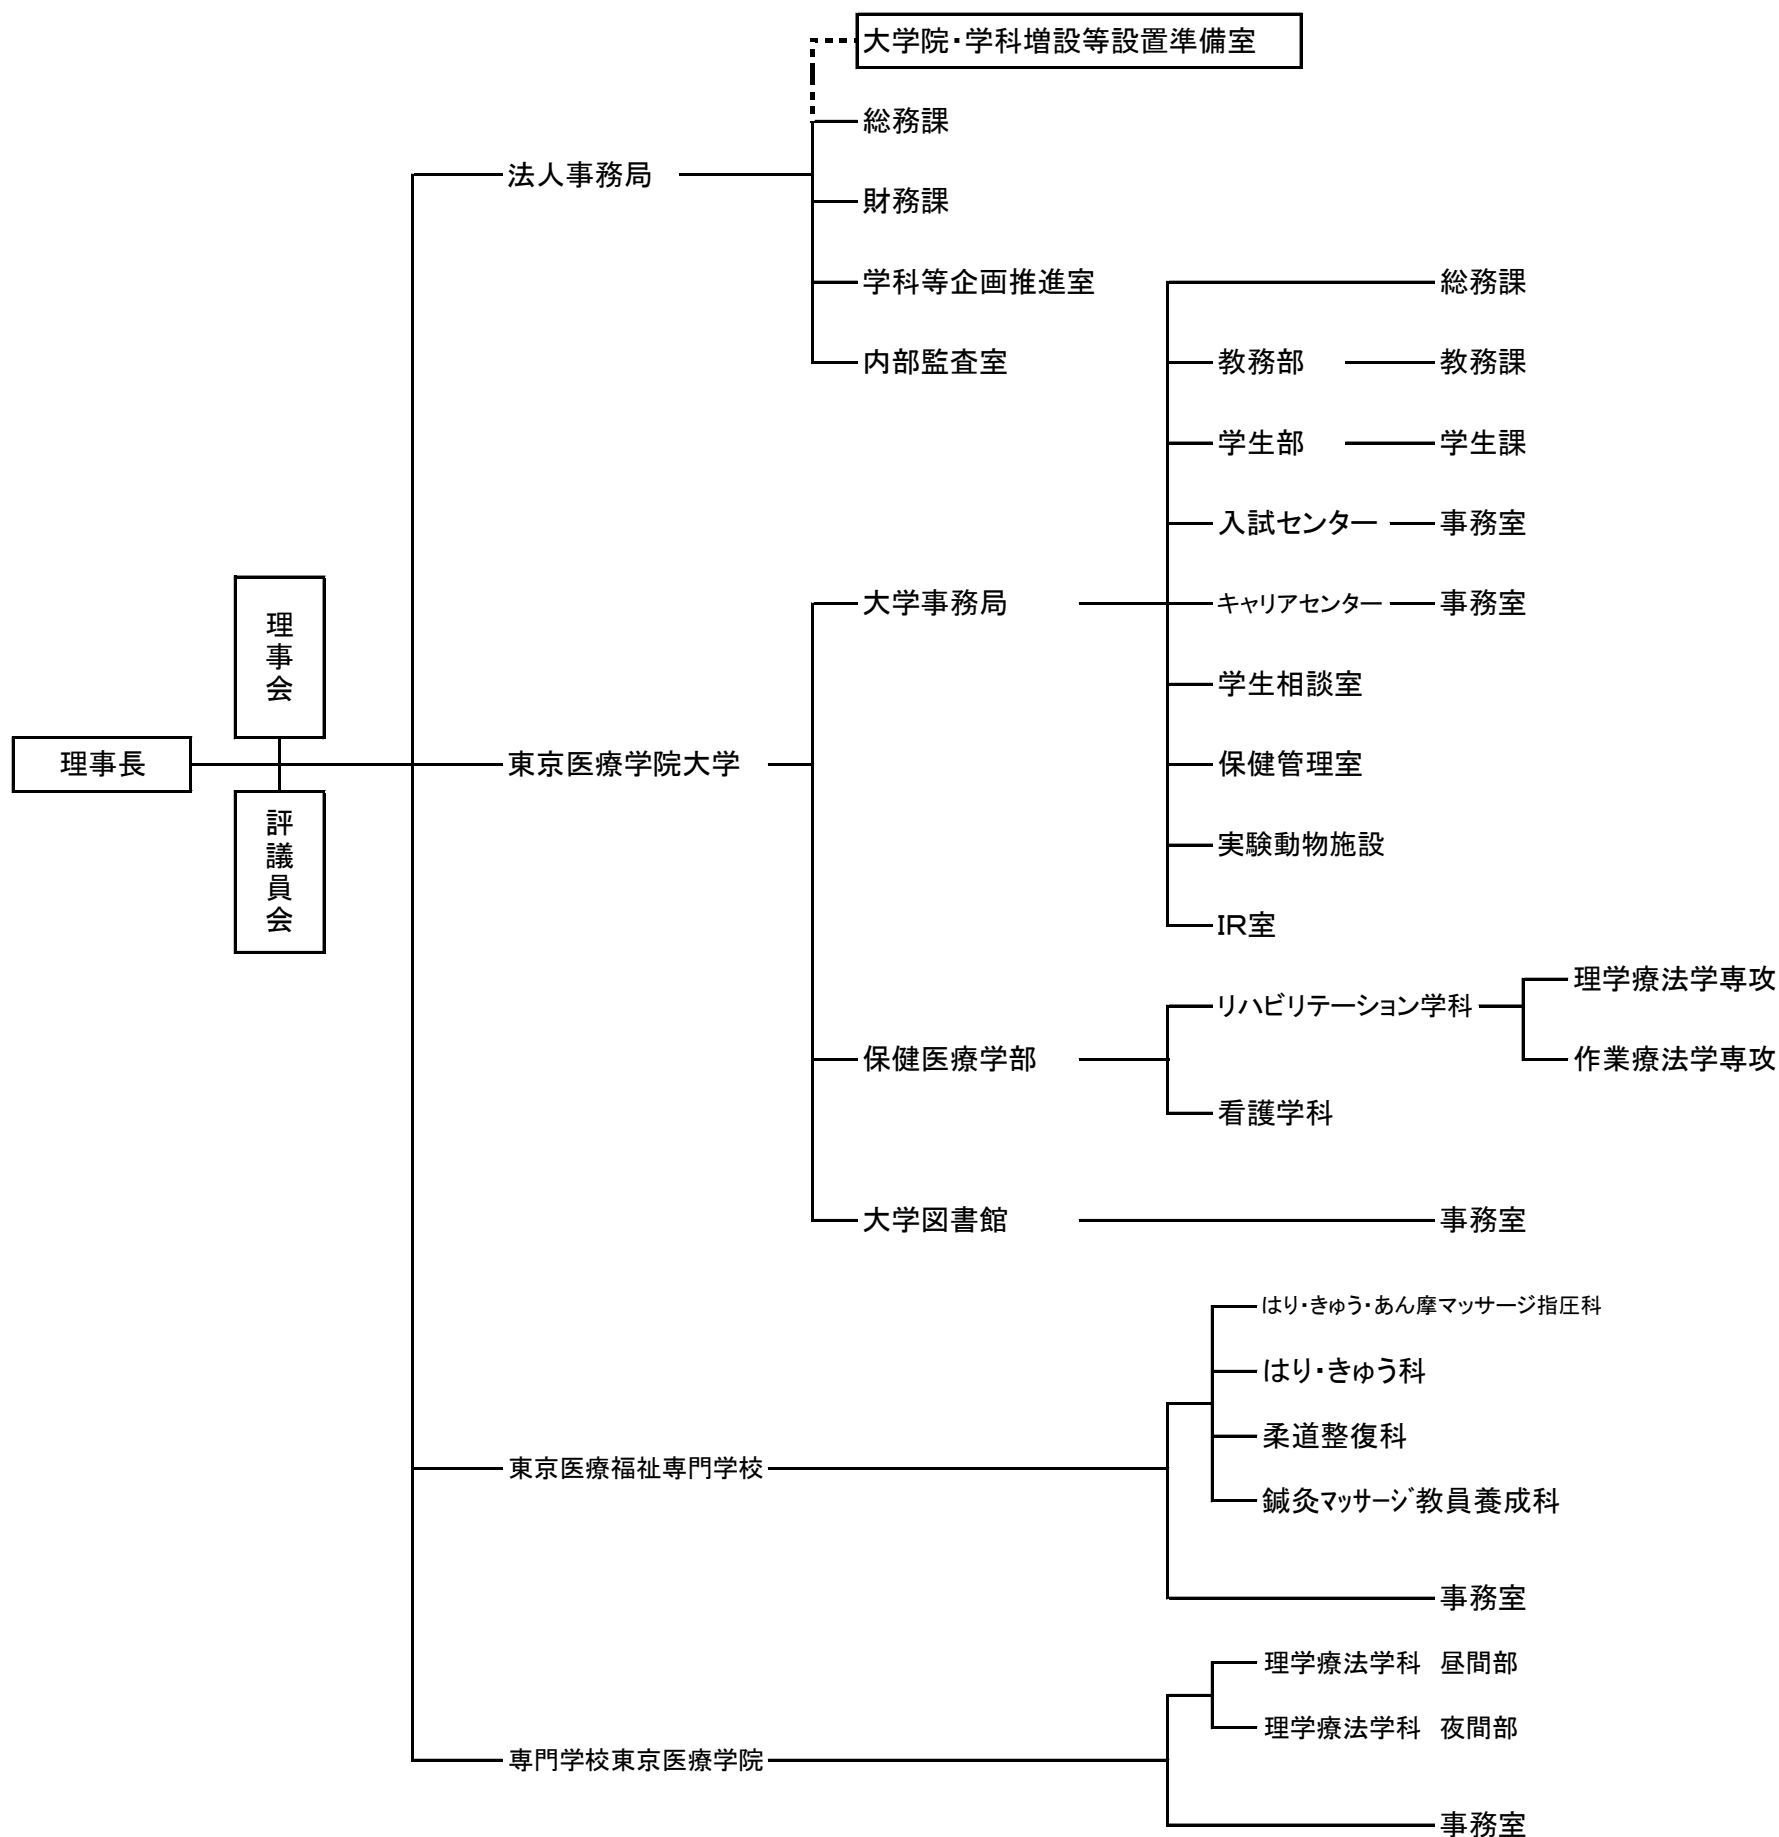 大学院・学科増設等設置準備室
総務課
法人事務局
財務課
学科等企画推進室
総務課
内部監査室
教務部
教務課
学生部
学生課
入試センター
事務室
理事会
大学事務局
キャリアセンター
事務室
学生相談室
理事長
東京医療学院大学
保健管理室
評議員会
実験動物施設
IR室
理学療法学専攻
リハビリテーション学科
保健医療学部
作業療法学専攻
看護学科
大学図書館
事務室
はり・きゅう・あん摩マッサージ指圧科
はり・きゅう科
柔道整復科
東京医療福祉専門学校
鍼灸マッサージ教員養成科
事務室
理学療法学科　昼間部
理学療法学科　夜間部
専門学校東京医療学院
事務室